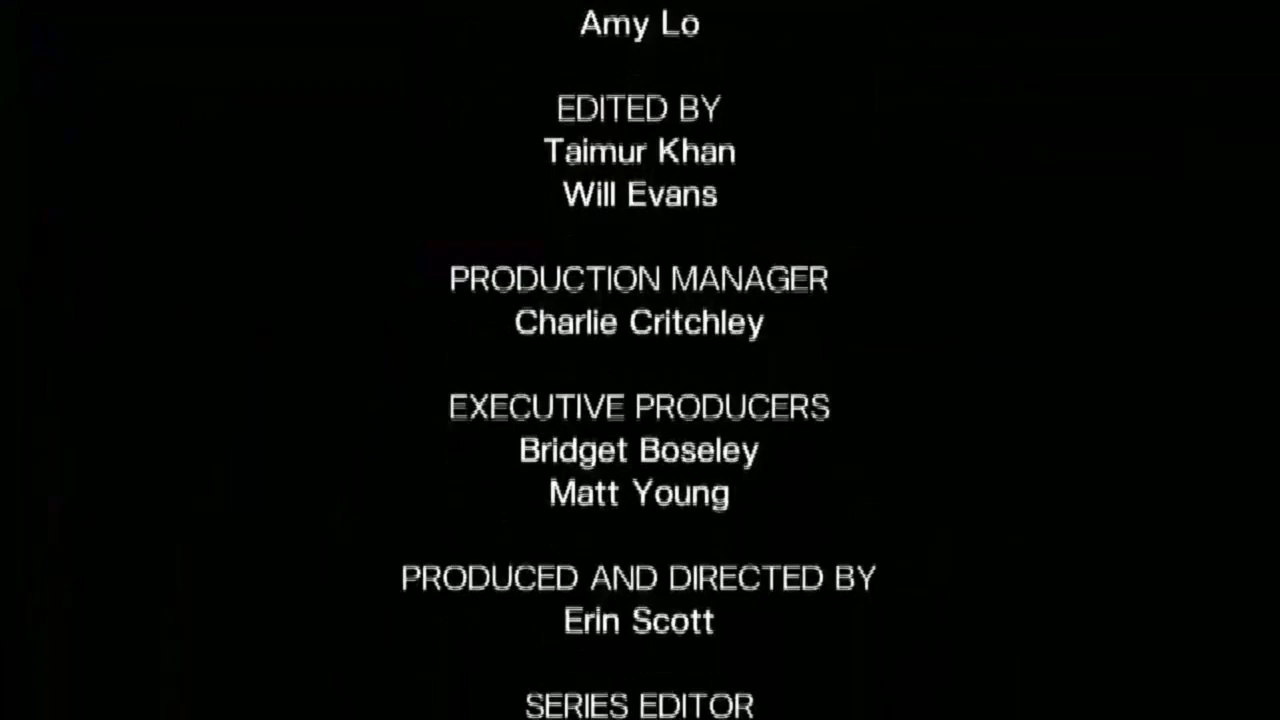 Amy Lo
EDITED BY
Taimur Khan
Will Evans
PRODUCTION MANAGER
Charlie Critchley
EXECUTIVE PRODUCERS
Bridget Boseley
Matt Young
PRODUCED AND DIRECTED BY
Erin Scott
SERIES EDITOR